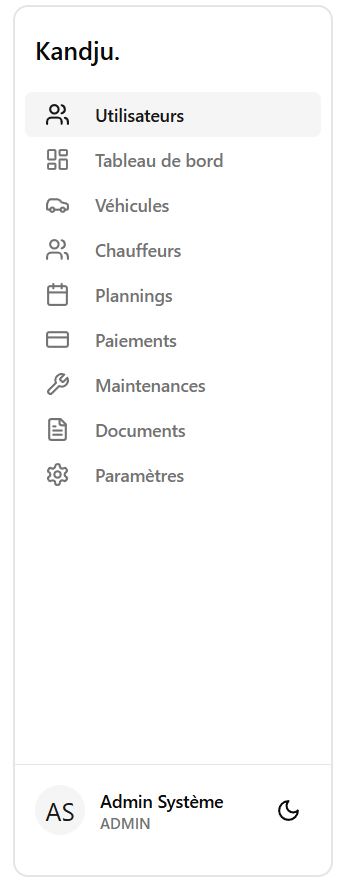 Kandju.
Utilisateurs
Tableau de bord
Véhicules
Chauffeurs
Plannings
Paiements
Maintenances
Documents
Paramètres
AS
Admin Système
ADMIN